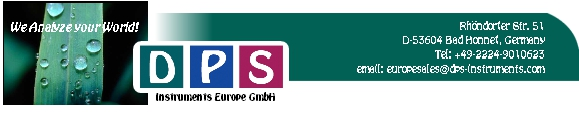 We Analyze your World!
Rhöndorfer Str. 51
D-53604 Bad Honnef, Germany
Tel: +49-2224-9010623
email: europesales@dps-instruments.com
DPS
Instruments Europe GmbH